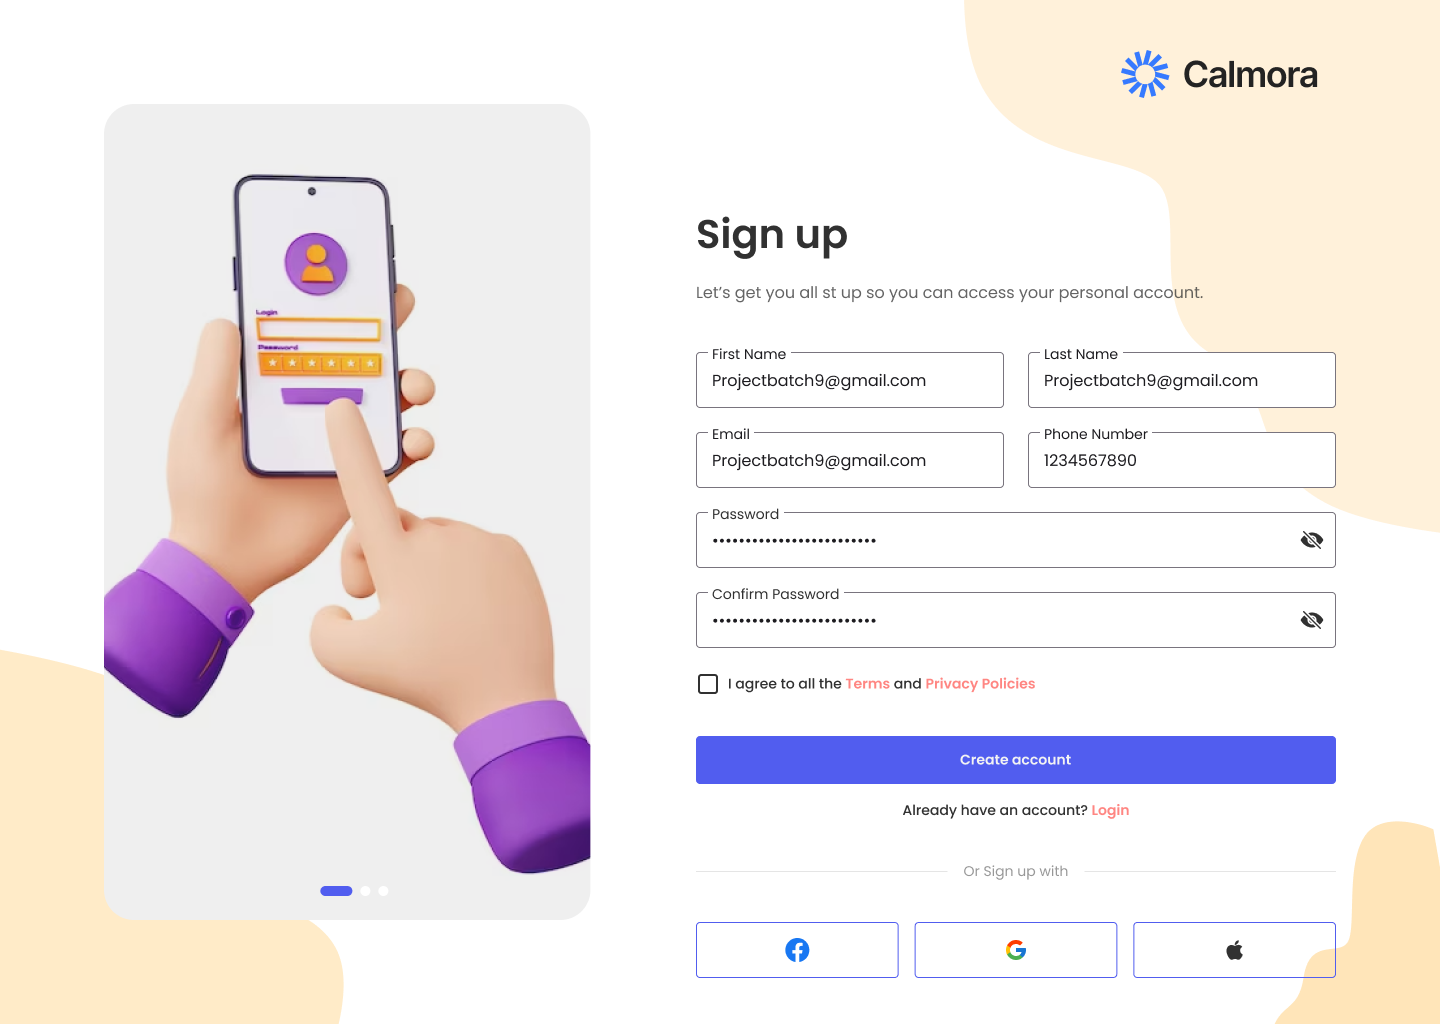 Calmora
Login
Password
Sign up
Let’s get you all st up so you can access your personal account.
First Name
Projectbatch9@gmail.com
Last Name
Projectbatch9@gmail.com
Email
Projectbatch9@gmail.com
Phone Number
1234567890
Password
•••••••••••••••••••••••••
Confirm Password
•••••••••••••••••••••••••
I agree to all the Terms and Privacy Policies
Create account
Already have an account? Login
Or Sign up with